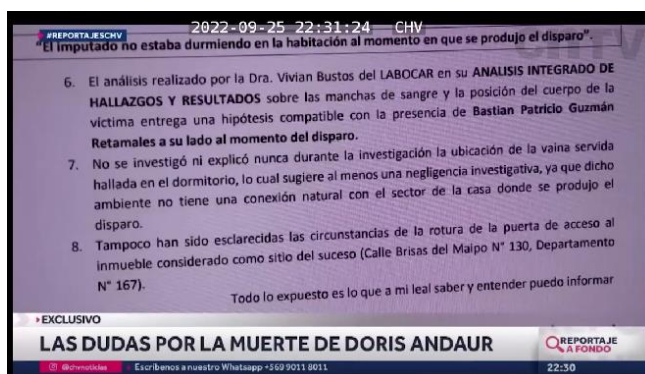 2022-09-25 22:31:24 CHV
#REPORTAJESCHV
"El imputado no estaba durmiendo en la habitación al momento en que se produjo el disparo".
CHTV
6. El análisis realizado por la Dra. Vivian Bustos del LABOCAR en su ANALISIS INTEGRADO DE
HALLAZGOS Y RESULTADOS sobre las manchas de sangre y la posición del cuerpo de la
víctima entrega una hipótesis compatible con la presencia de Bastian Patricio Guzmán
Retamales a su lado al momento del disparo.
7. No se investigó ni explicó nunca durante la investigación la ubicación de la vaina servida
hallada en el dormitorio, lo cual sugiere al menos una negligencia investigativa, ya que dicho
ambiente no tiene una conexión natural con el sector de la casa donde se produjo el
disparo.
8. Tampoco han sido esclarecidas las circunstancias de la rotura de la puerta de acceso al
inmueble considerado como sitio del suceso (Calle Brisas del Maipo N° 130, Departamento
N° 167).
Todo lo expuesto es lo que a mi leal saber y entender puedo informar
EXCLUSIVO
LAS DUDAS POR LA MUERTE DE DORIS ANDAUR
REPORTAJE
A FONDO
@chvnoticias Escríbenos a nuestro Whatsapp +569 9011 8011
22:30